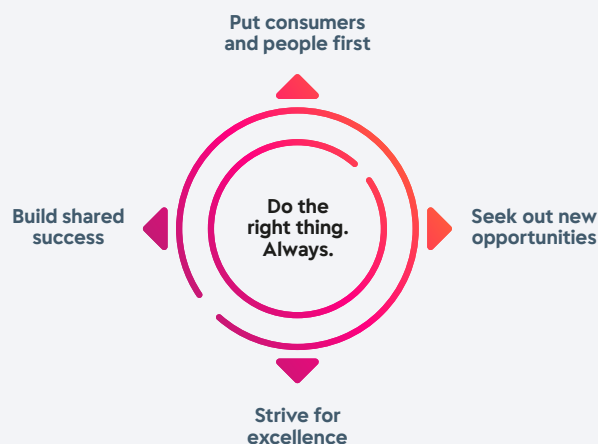 Put consumers
and people first
Build shared
success
Do the
right thing.
Always.
Seek out new
opportunities
Strive for
excellence